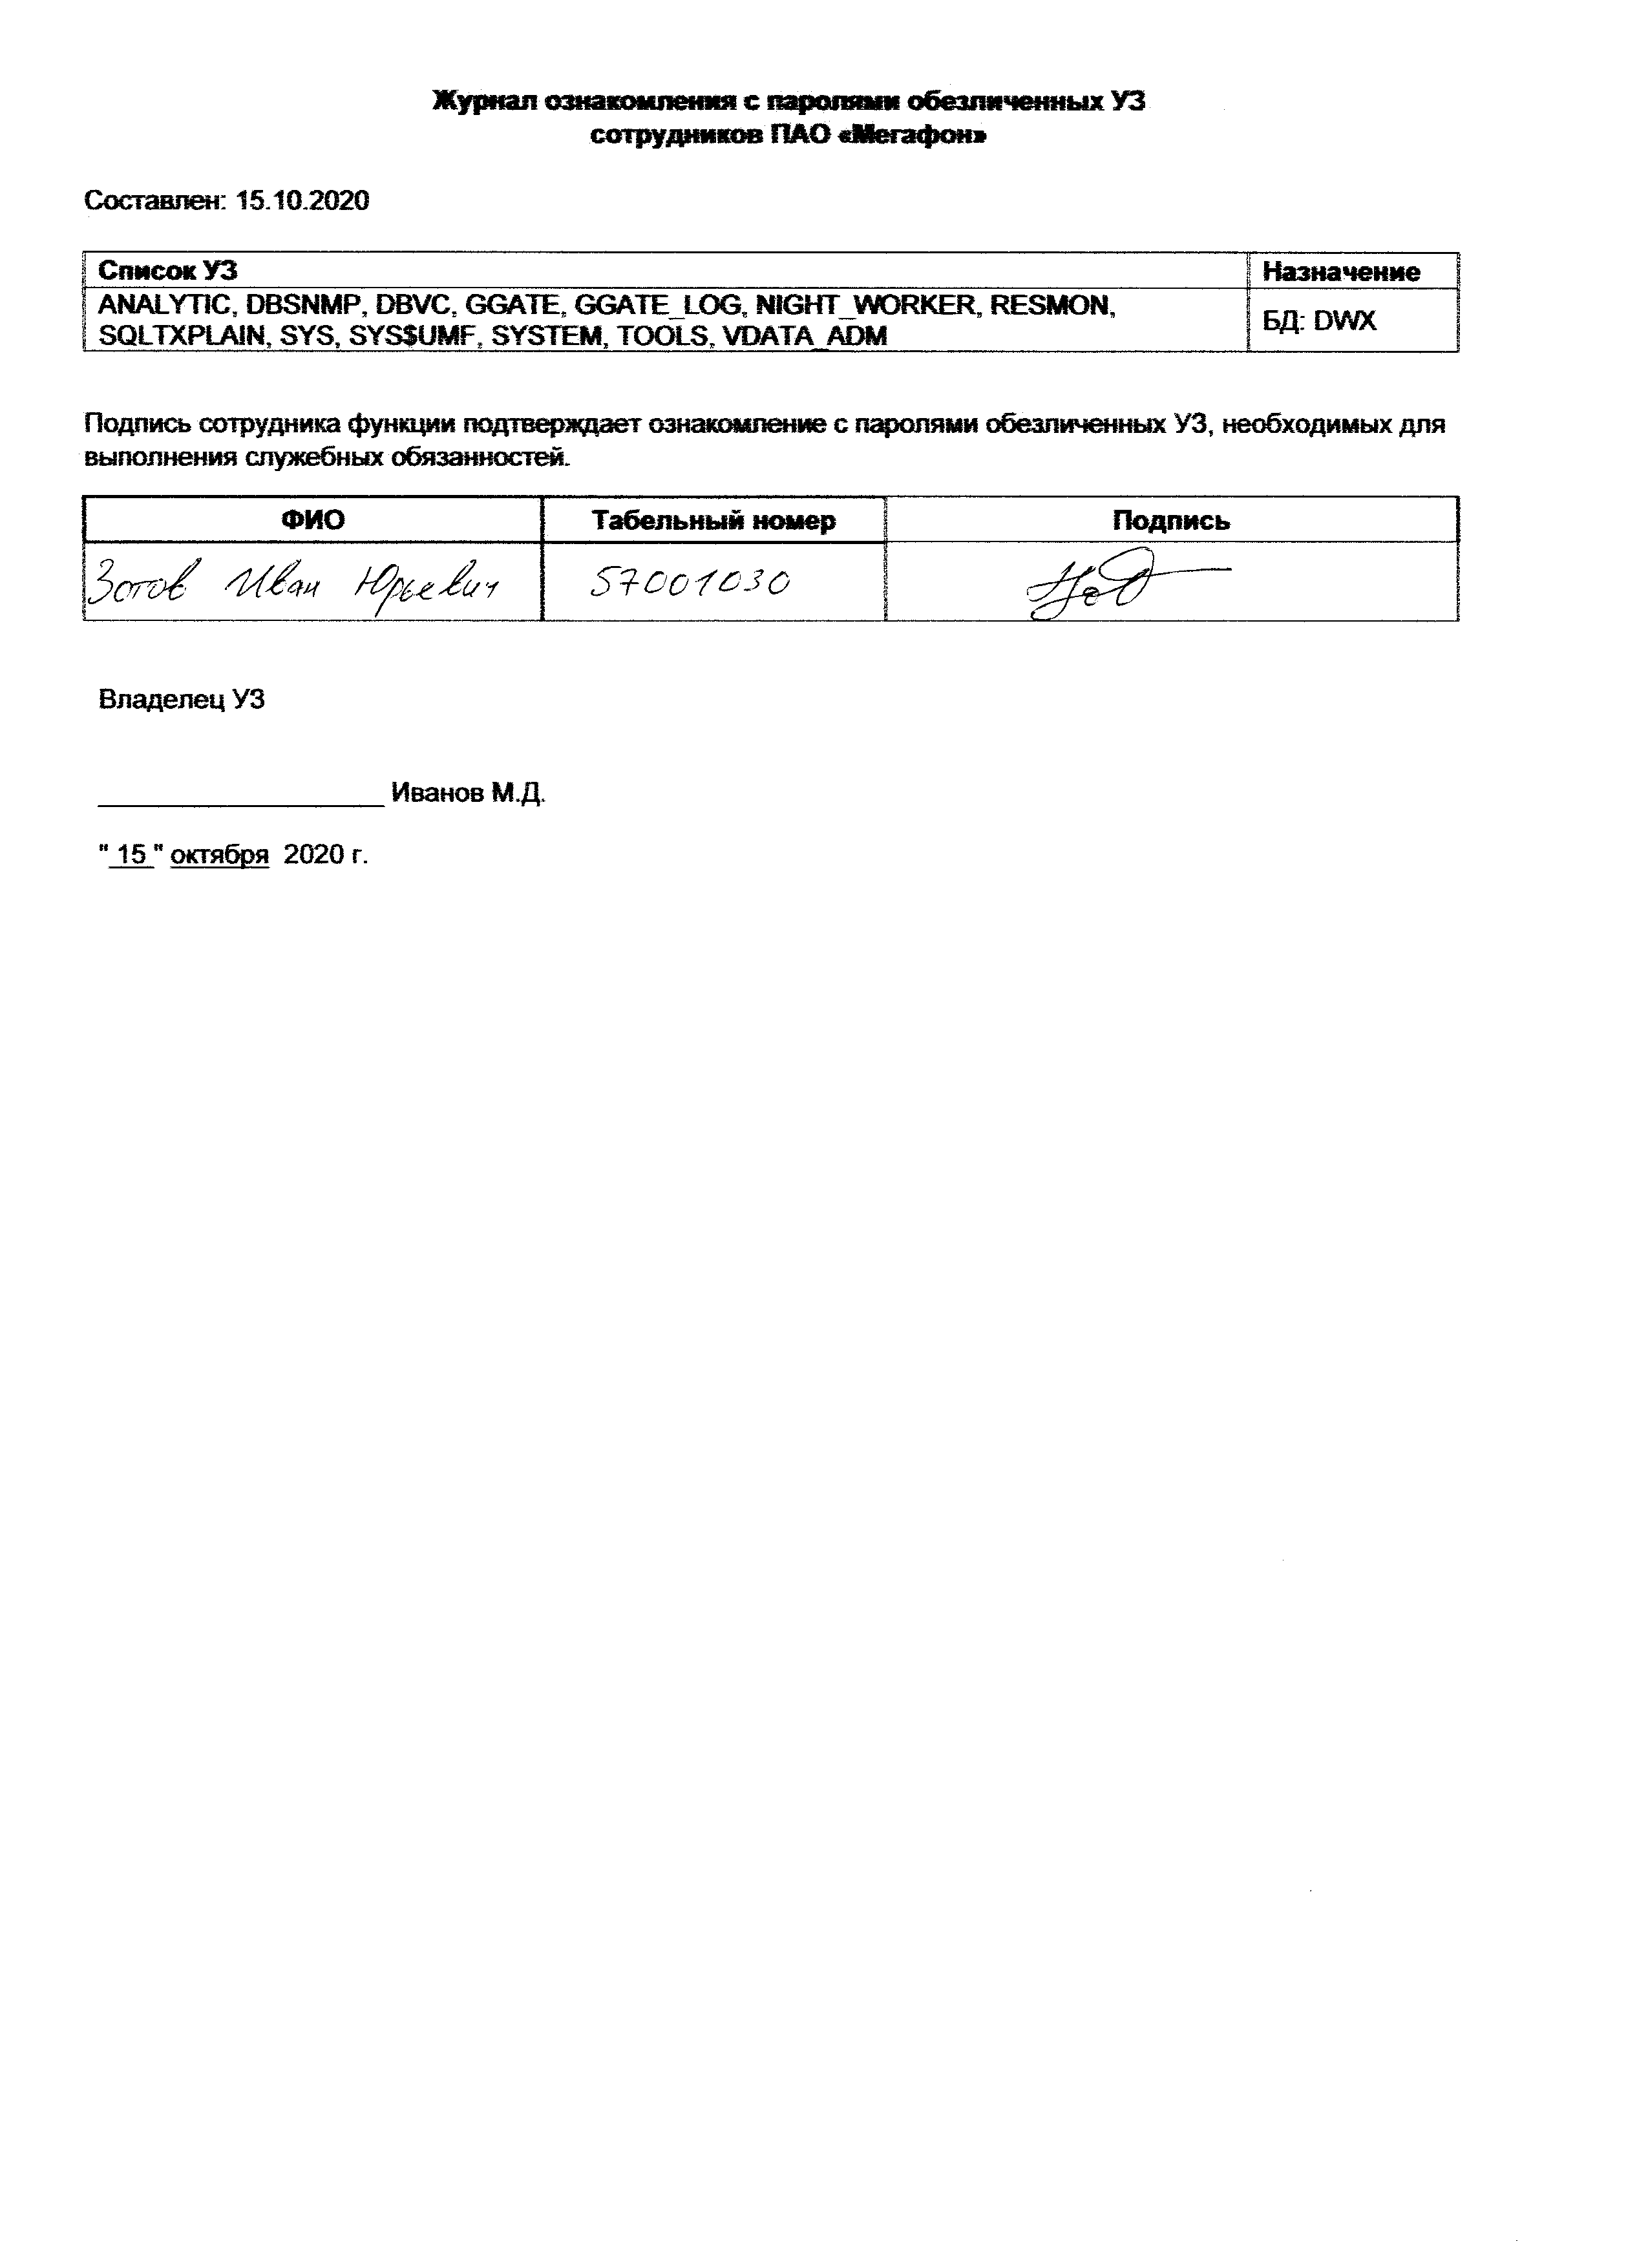 Журнал ознакомления с паролями обезличенных УЗ
сотрудников ПАО «Мегафон»
Составлен: 15.10.2020
Список УЗ Назначение
ANALYTIC, DBSNMP, DBVC, GGATE, GGATE_LOG, NIGHT_WORKER, RESMON,
SQLTXPLAIN, SYS, SYS$UMF, SYSTEM, TOOLS, VDATA_ADM
БД: DWX
Подпись сотрудника функции подтверждает ознакомление с паролями обезличенных УЗ, необходимых для
выполнения служебных обязанностей.
ФИО Табельный номер Подпись
Зотов Иван Юрьевич 57001030
Владелец УЗ
____________________ Иванов М.Д.
" 15 " октября 2020 г.